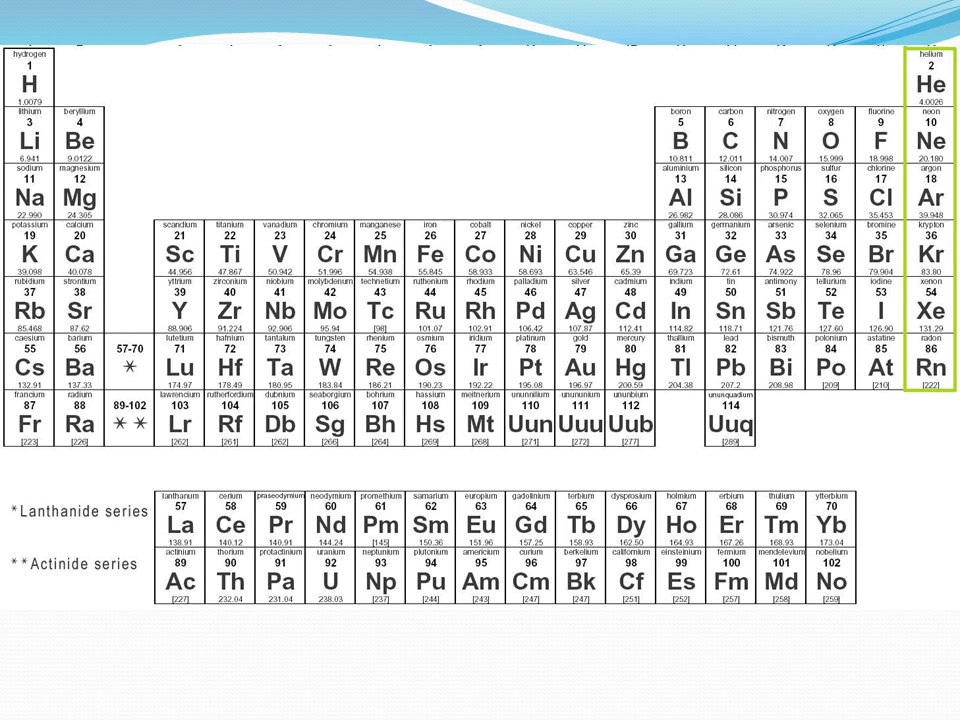 hydrogen helium
1 2
H He
1.0079 4.0026
lithium beryllium boron carbon nitrogen oxygen fluorine neon
3 4 5 6 7 8 9 10
Li Be B C N O F Ne
6.941 9.0122 10.811 12.011 14.007 15.999 18.998 20.180
sodium magnesium aluminium silicon phosphorus sulfur chlorine argon
11 12 13 14 15 16 17 18
Na Mg Al Si P S Cl Ar
22.990 24.305 26.982 28.086 30.974 32.065 35.453 39.948
potassium calcium scandium titanium vanadium chromium manganese iron cobalt nickel copper zinc gallium germanium arsenic selenium bromine krypton
19 20 21 22 23 24 25 26 27 28 29 30 31 32 33 34 35 36
K Ca Sc Ti V Cr Mn Fe Co Ni Cu Zn Ga Ge As Se Br Kr
39.098 40.078 44.956 47.867 50.942 51.996 54.938 55.845 58.933 58.693 63.546 65.39 69.723 72.61 74.922 78.96 79.904 83.80
rubidium strontium yttrium zirconium niobium molybdenum technetium ruthenium rhodium palladium silver cadmium indium tin antimony tellurium iodine xenon
37 38 39 40 41 42 43 44 45 46 47 48 49 50 51 52 53 54
Rb Sr Y Zr Nb Mo Tc Ru Rh Pd Ag Cd In Sn Sb Te I Xe
85.468 87.62 88.906 91.224 92.906 95.94 [98] 101.07 102.91 106.42 107.87 112.41 114.82 118.71 121.76 127.60 126.90 131.29
caesium barium lutetium hafnium tantalum tungsten rhenium osmium iridium platinum gold mercury thallium lead bismuth polonium astatine radon
55 56 57-70 71 72 73 74 75 76 77 78 79 80 81 82 83 84 85 86
Cs Ba * Lu Hf Ta W Re Os Ir Pt Au Hg Tl Pb Bi Po At Rn
132.91 137.33 174.97 178.49 180.95 183.84 186.21 190.23 192.22 195.08 196.97 200.59 204.38 207.2 208.98 [209] [210] [222]
francium radium lawrencium rutherfordium dubnium seaborgium bohrium hassium meitnerium ununnilium unununium ununbium ununquadium
87 88 89-102 103 104 105 106 107 108 109 110 111 112 114
Fr Ra * * Lr Rf Db Sg Bh Hs Mt Uun Uuu Uub Uuq
[223] [226] [262] [261] [262] [266] [264] [269] [268] [271] [272] [277] [289]
lanthanum cerium praseodymium neodymium promethium samarium europium gadolinium terbium dysprosium holmium erbium thulium ytterbium
57 58 59 60 61 62 63 64 65 66 67 68 69 70
*Lanthanide series
La Ce Pr Nd Pm Sm Eu Gd Tb Dy Ho Er Tm Yb
138.91 140.12 140.91 144.24 [145] 150.36 151.96 157.25 158.93 162.50 164.93 167.26 168.93 173.04
actinium thorium protactinium uranium neptunium plutonium americium curium berkelium californium einsteinium fermium mendelevium nobelium
89 90 91 92 93 94 95 96 97 98 99 100 101 102
**Actinide series
Ac Th Pa U Np Pu Am Cm Bk Cf Es Fm Md No
[227] 232.04 231.04 238.03 [237] [244] [243] [247] [247] [251] [252] [257] [258] [259]